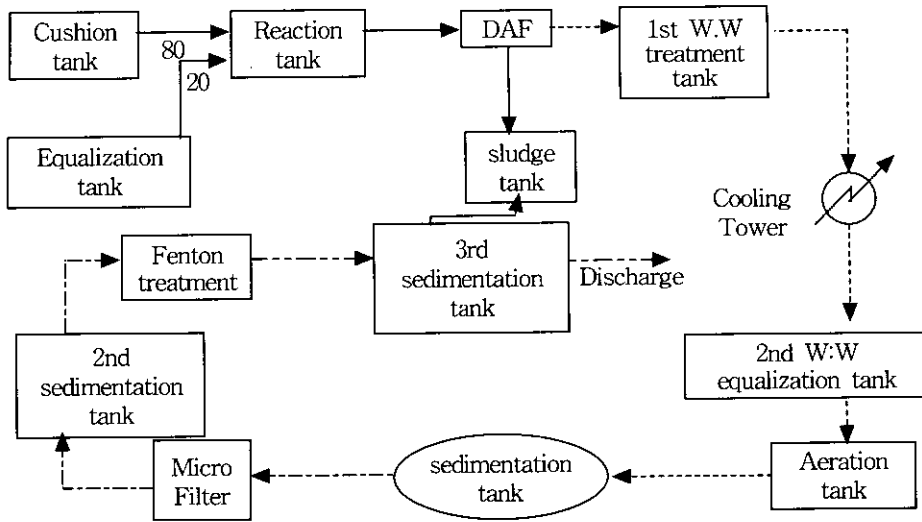 Cushion
tank
80
20
Reaction
tank
DAF
1st W.W
treatment
tank
Equalization
tank
sludge
tank
Cooling
Tower
Fenton
treatment
3rd
sedimentation
tank
Discharge
2nd
sedimentation
tank
2nd W:W
equalization tank
Micro
Filter
sedimentation
tank
Aeration
tank